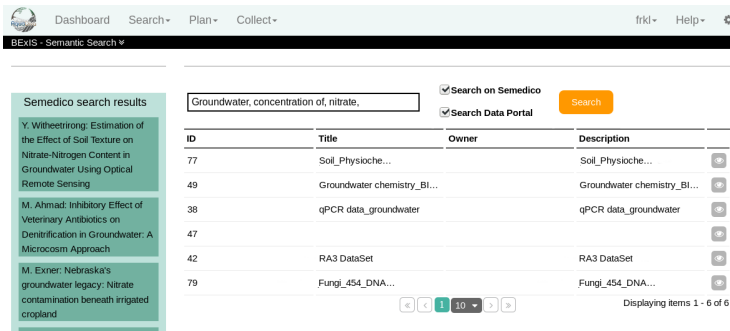 Dashboard Search Plan Collect frkl Help
BExIS - Semantic Search
Semedico search results
Y. Witheetrirong: Estimation of
the Effect of Soil Texture on
Nitrate-Nitrogen Content in
Groundwater Using Optical
Remote Sensing
M. Ahmad: Inhibitory Effect of
Veterinary Antibiotics on
Denitrification in Groundwater: A
Microcosm Approach
M. Exner: Nebraska's
groundwater legacy: Nitrate
contamination beneath irrigated
cropland
Groundwater, concentration of, nitrate,
Search on Semedico
Search Data Portal
Search
ID Title Owner Description
77 Soil_Physioche… Soil_Physioche…
49 Groundwater chemistry_BI… Groundwater chemistry_BI…
38 qPCR data_groundwater qPCR data_groundwater
47
42 RA3 DataSet RA3 DataSet
79 Fungi_454_DNA… Fungi_454_DNA…
« ‹ 1 10 › » Displaying items 1 - 6 of 6